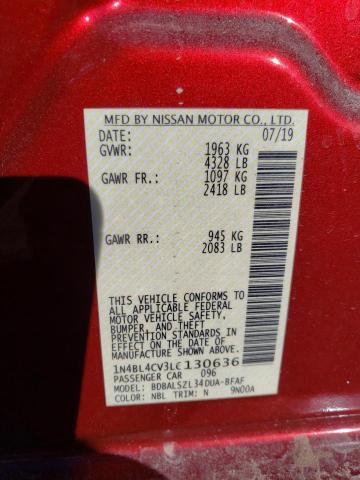 MFD BY NISSAN MOTOR CO., LTD.
DATE: 07/19
GVWR: 1963 KG
4328 LB
GAWR FR.: 1097 KG
2418 LB
GAWR RR.: 945 KG
2083 LB
THIS VEHICLE CONFORMS TO
ALL APPLICABLE FEDERAL
MOTOR VEHICLE SAFETY,
BUMPER, AND THEFT
PREVENTION STANDARDS IN
EFFECT ON THE DATE OF
MANUFACTURE SHOWN ABOVE.
1N4BL4CV3LC130636
PASSENGER CAR 096
MODEL: BDBALSZL34DUA-BFAF
COLOR: NBL TRIM: N 9N00A